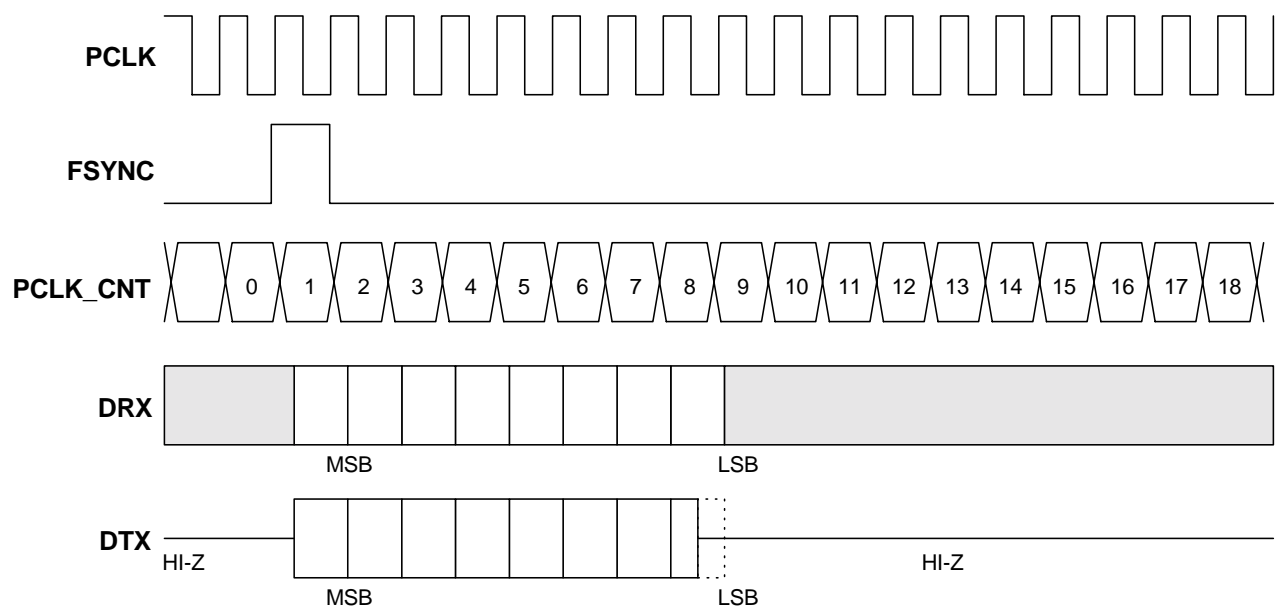 PCLK
FSYNC
PCLK_CNT 0 1 2 3 4 5 6 7 8 9 10 11 12 13 14 15 16 17 18
DRX
MSB LSB
DTX
HI-Z HI-Z
MSB LSB